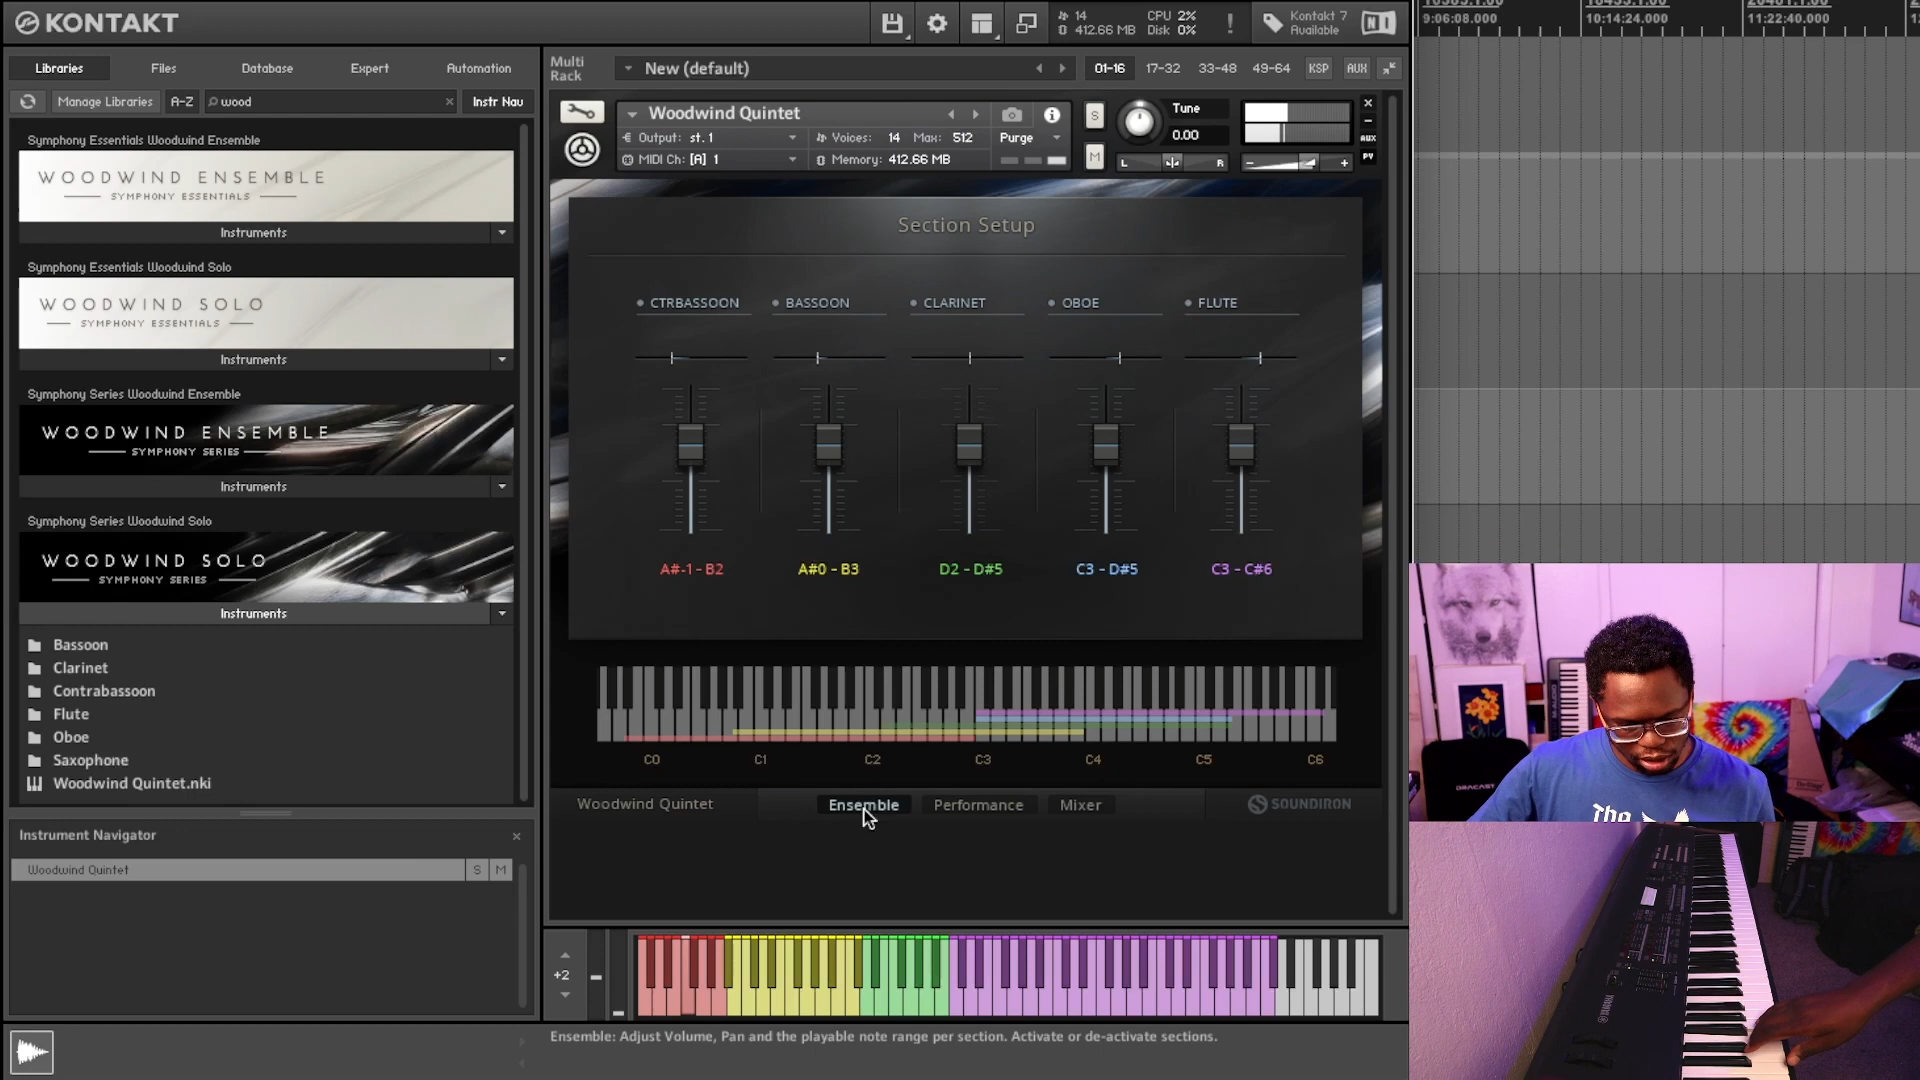 KONTAKT
14
412.66 MB
CPU 2%
Disk 0%
!
Kontakt 7
Available
NI
9:06:08.000
10:14:24.000
11:22:40.000
Libraries
Files
Database
Expert
Automation
Multi
Rack
New (default)
01-16
17-32
33-48
49-64
KSP
AUX
Manage Libraries
A-Z
wood
Instr Nav
Symphony Essentials Woodwind Ensemble
WOODWIND ENSEMBLE
SYMPHONY ESSENTIALS
Instruments
Symphony Essentials Woodwind Solo
WOODWIND SOLO
SYMPHONY ESSENTIALS
Instruments
Symphony Series Woodwind Ensemble
WOODWIND ENSEMBLE
SYMPHONY SERIES
Instruments
Symphony Series Woodwind Solo
WOODWIND SOLO
SYMPHONY SERIES
Instruments
Bassoon
Clarinet
Contrabassoon
Flute
Oboe
Saxophone
Woodwind Quintet.nki
Instrument Navigator
Woodwind Quintet
S
M
Woodwind Quintet
Output: st.1
Voices: 14 Max: 512
Purge
MIDI Ch: [A] 1
Memory: 412.66 MB
S
M
Tune
0.00
L
R
AUX
PV
Section Setup
CTRBASSOON
BASSOON
CLARINET
OBOE
FLUTE
A#-1 - B2
A#0 - B3
D2 - D#5
C3 - D#5
C3 - C#6
C0
C1
C2
C3
C4
C5
C6
Woodwind Quintet
Ensemble
Performance
Mixer
SOUNDIRON
+2
Ensemble: Adjust Volume, Pan and the playable note range per section. Activate or de-activate sections.
DRACAST
The
YAMAHA